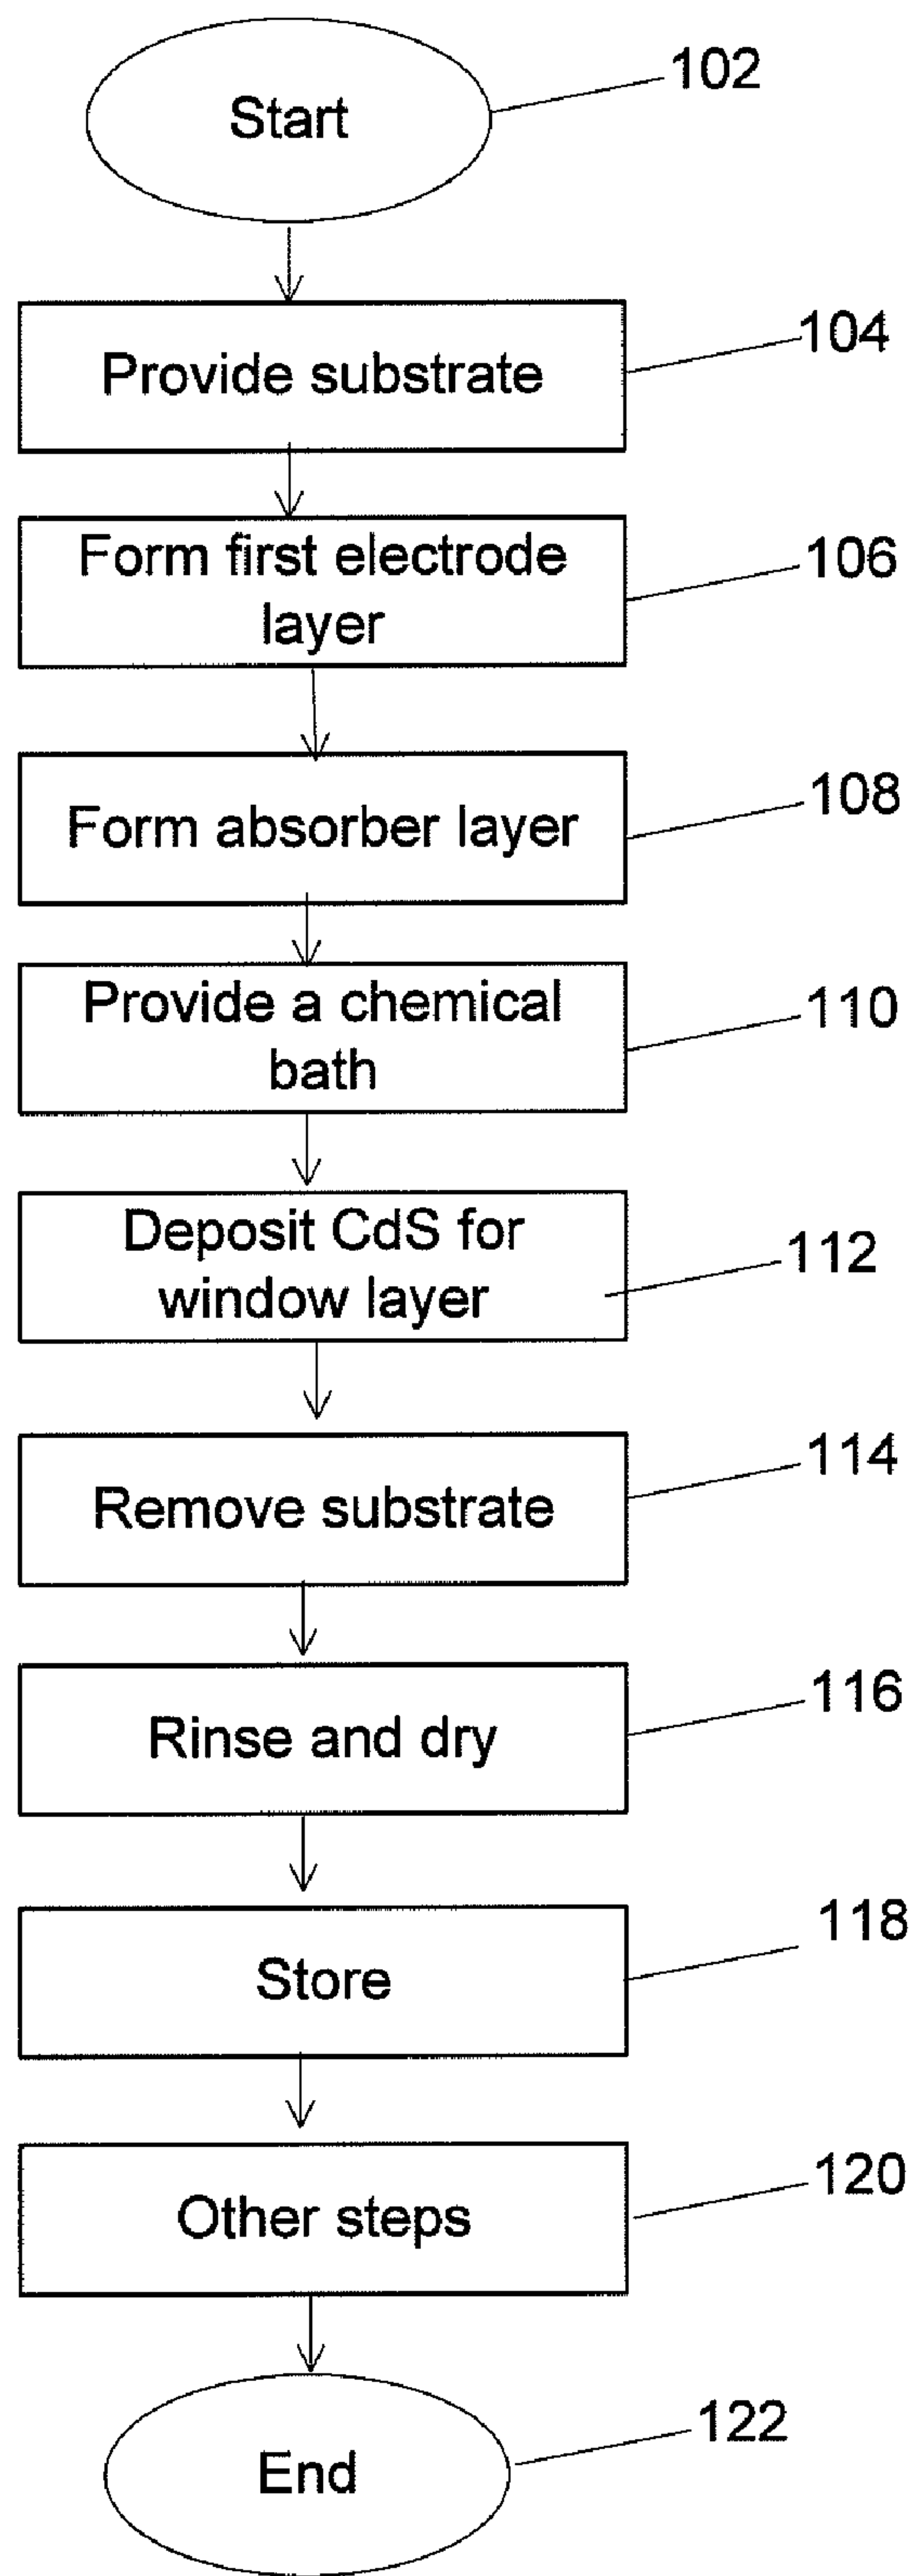 Start
102
Provide substrate
104
Form first electrode
layer
106
Form absorber layer
108
Provide a chemical
bath
110
Deposit CdS for
window layer
112
Remove substrate
114
Rinse and dry
116
Store
118
Other steps
120
End
122